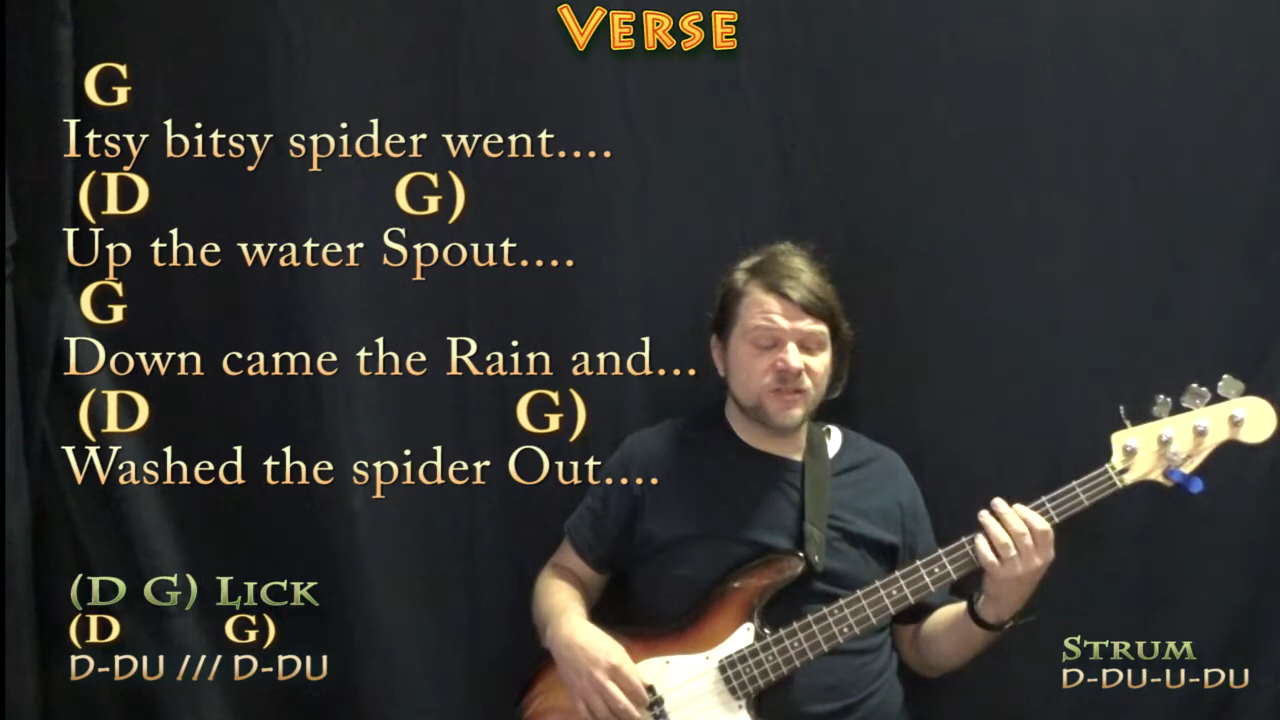 VERSE
G
Itsy bitsy spider went....
(D G)
Up the water Spout....
G
Down came the Rain and...
(D G)
Washed the spider Out....
(D G) LICK
(D G)
D-DU /// D-DU
STRUM
D-DU-U-DU